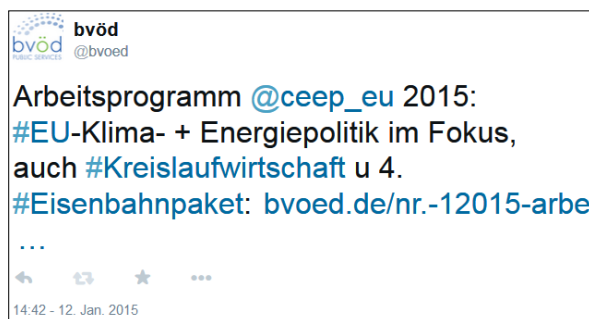 bvöd
PUBLIC SERVICES
bvöd
@bvoed
Arbeitsprogramm @ceep_eu 2015:
#EU-Klima- + Energiepolitik im Fokus,
auch #Kreislaufwirtschaft u 4.
#Eisenbahnpaket: bvoed.de/nr.-12015-arbe
…
14:42 - 12. Jan. 2015